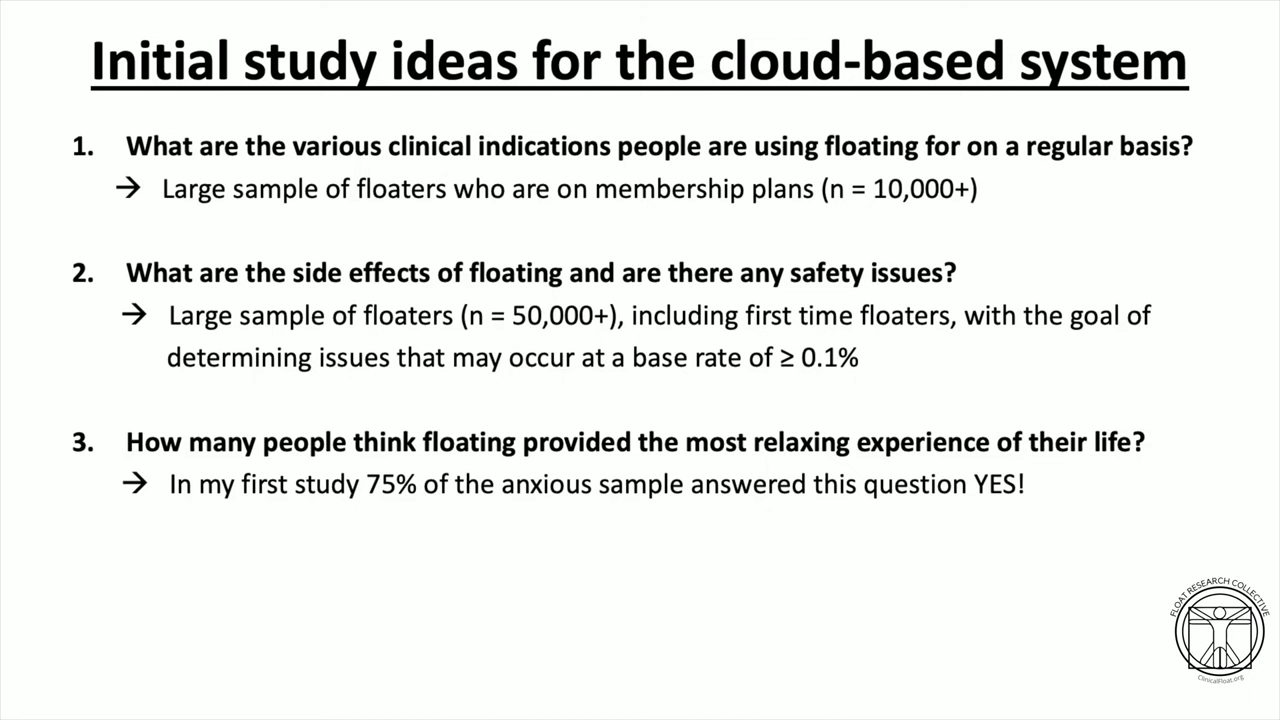 Initial study ideas for the cloud-based system
1. What are the various clinical indications people are using floating for on a regular basis?
→ Large sample of floaters who are on membership plans (n = 10,000+)
2. What are the side effects of floating and are there any safety issues?
→ Large sample of floaters (n = 50,000+), including first time floaters, with the goal of
determining issues that may occur at a base rate of ≥ 0.1%
3. How many people think floating provided the most relaxing experience of their life?
→ In my first study 75% of the anxious sample answered this question YES!
FLOAT RESEARCH COLLECTIVE
ClinicalFloat.org